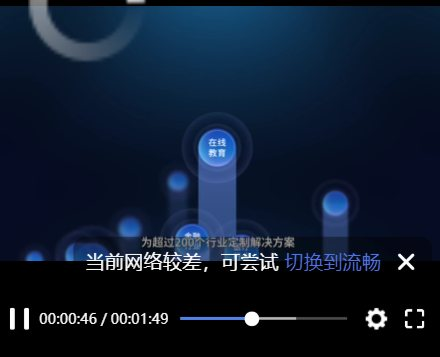 在线
教育
金融
为超过200个行业定制解决方案
当前网络较差，可尝试 切换到流畅
00:00:46 / 00:01:49